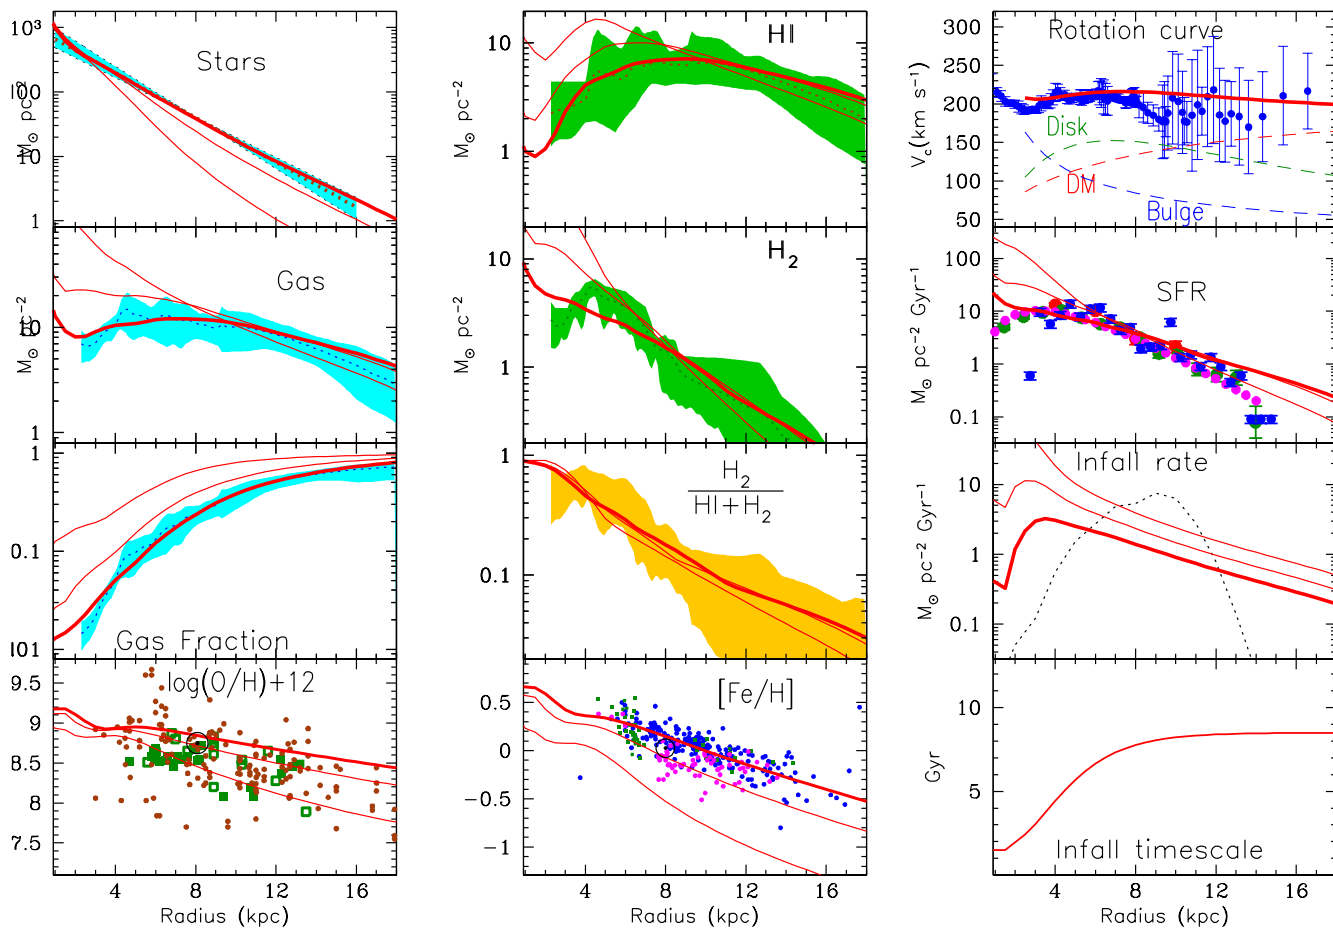 10³
100
10
1
M⊙ pc⁻²
Stars
10
1
M⊙ pc⁻²
Gas
1
0.1
0.01
Gas Fraction
9.5
9
8.5
8
7.5
log(O/H)+12
4 8 12 16
Radius (kpc)
10
1
M⊙ pc⁻²
HI
10
1
M⊙ pc⁻²
H₂
1
0.1
H₂
HI+H₂
0.5
0
−0.5
−1
[Fe/H]
4 8 12 16
Radius (kpc)
300
250
200
150
100
50
V_c(km s⁻¹)
Rotation curve
Disk
DM
Bulge
100
10
1
0.1
M⊙ pc⁻² Gyr⁻¹
SFR
10
1
0.1
M⊙ pc⁻² Gyr⁻¹
Infall rate
10
5
Gyr
Infall timescale
4 8 12 16
Radius (kpc)